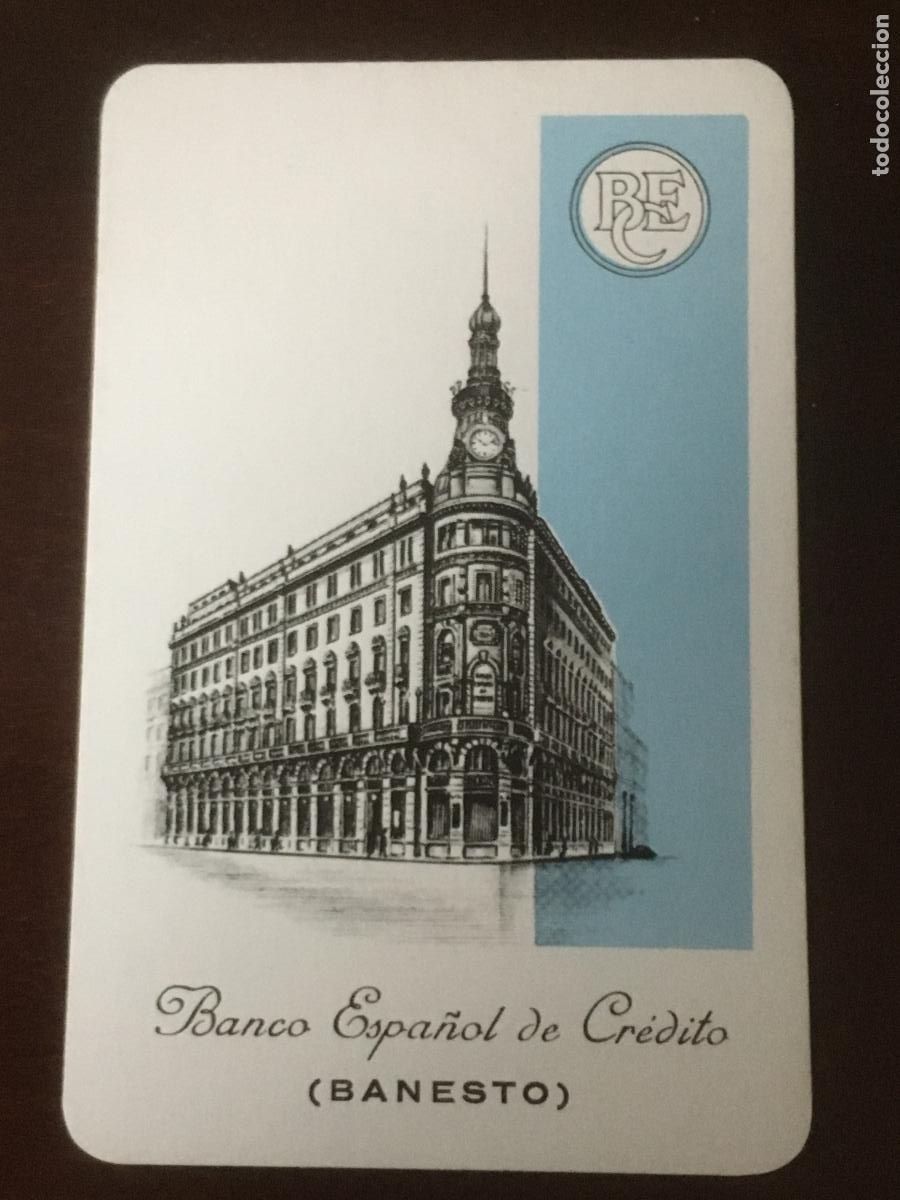 todocoleccion
BEC
Banco Español de Crédito
(BANESTO)